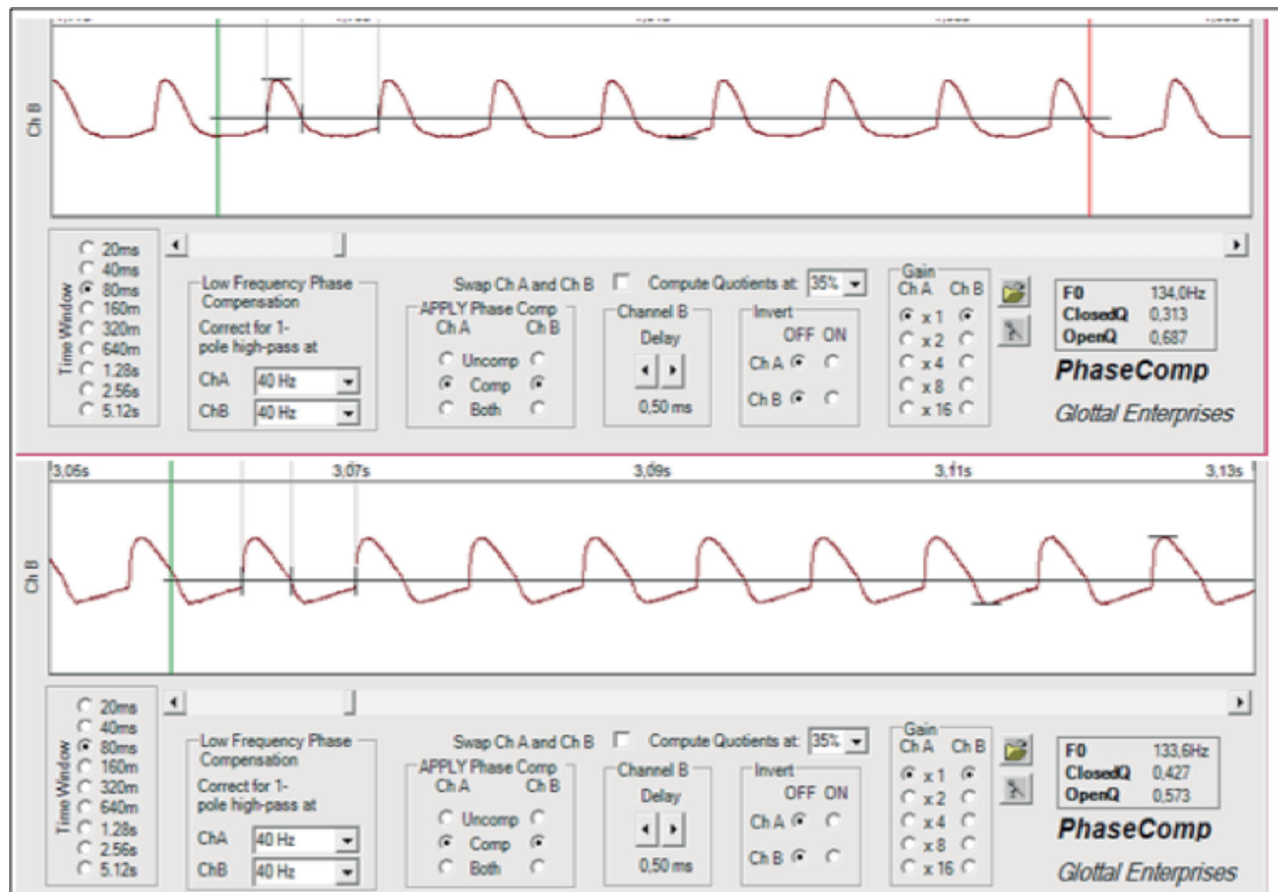 Ch B
Time Window
20ms
40ms
80ms
160m
320m
640m
1.28s
2.56s
5.12s
Low Frequency Phase
Compensation
Correct for 1-
pole high-pass at
ChA 40 Hz
ChB 40 Hz
Swap Ch A and Ch B
Compute Quotients at: 35%
APPLY Phase Comp
Ch A Ch B
Uncomp
Comp
Both
Channel B
Delay
0,50 ms
Invert
OFF ON
Ch A
Ch B
Gain
Ch A Ch B
x 1
x 2
x 4
x 8
x 16
F0 134,0Hz
ClosedQ 0,313
OpenQ 0,687
PhaseComp
Glottal Enterprises
3,05s 3,07s 3,09s 3,11s 3,13s
Ch B
Time Window
20ms
40ms
80ms
160m
320m
640m
1.28s
2.56s
5.12s
Low Frequency Phase
Compensation
Correct for 1-
pole high-pass at
ChA 40 Hz
ChB 40 Hz
Swap Ch A and Ch B
Compute Quotients at: 35%
APPLY Phase Comp
Ch A Ch B
Uncomp
Comp
Both
Channel B
Delay
0,50 ms
Invert
OFF ON
Ch A
Ch B
Gain
Ch A Ch B
x 1
x 2
x 4
x 8
x 16
F0 133,6Hz
ClosedQ 0,427
OpenQ 0,573
PhaseComp
Glottal Enterprises